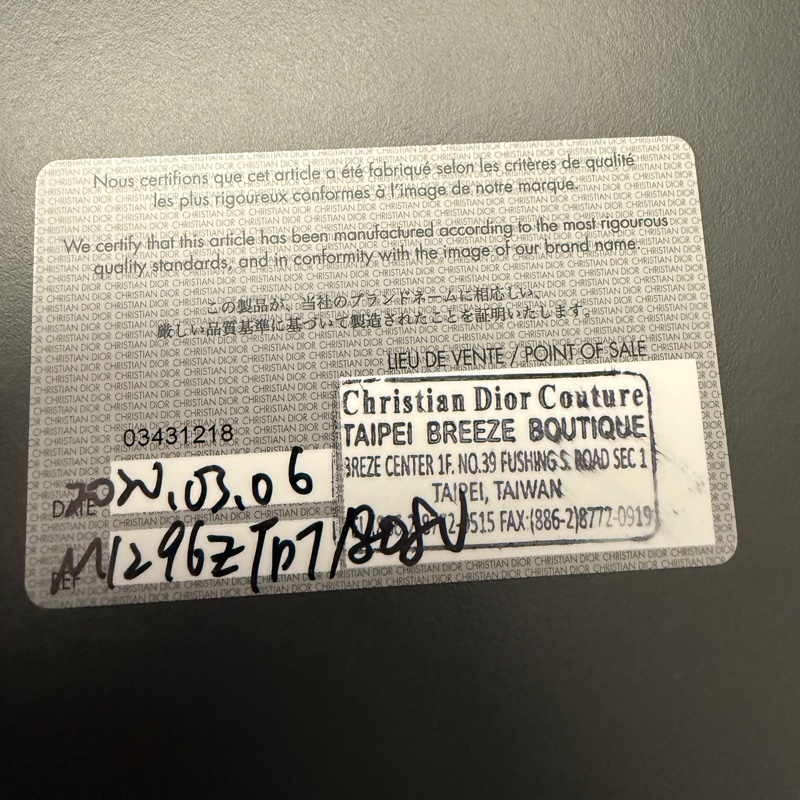 Nous certifions que cet article a été fabriqué selon les critères de qualité
les plus rigoureux conformes à l'image de notre marque.
We certify that this article has been manufactured according to the most rigourous
quality standards, and in conformity with the image of our brand name.
この製品が、当社のブランドネームに相応しい、
厳しい品質基準に基づいて製造されたことを証明いたします。
LIEU DE VENTE / POINT OF SALE
03431218
Christian Dior Couture
TAIPEI BREEZE BOUTIQUE
BREZE CENTER 1F. NO.39 FUSHING S. ROAD SEC 1
TAIPEI, TAIWAN
8772-0515 FAX:(886-2)8772-0919
DATE 03.06
REF M1296Z